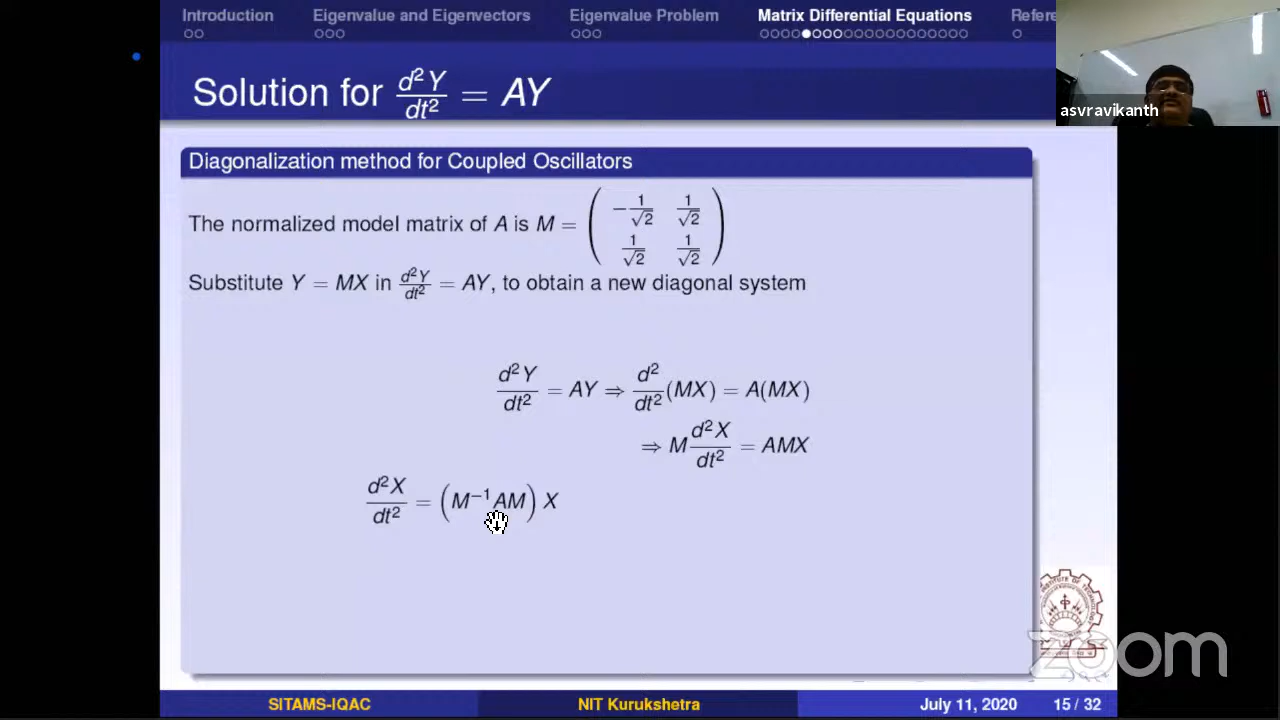 Introduction Eigenvalue and Eigenvectors Eigenvalue Problem Matrix Differential Equations Refere
Solution for d²Y/dt² = AY
asvravikanth
Diagonalization method for Coupled Oscillators
The normalized model matrix of A is M = ( −1/√2 1/√2 ; 1/√2 1/√2 )
Substitute Y = MX in d²Y/dt² = AY, to obtain a new diagonal system
d²Y/dt² = AY ⇒ d²/dt² (MX) = A(MX)
⇒ M d²X/dt² = AMX
d²X/dt² = (M⁻¹AM) X
zoom
SITAMS-IQAC NIT Kurukshetra July 11, 2020 15 / 32